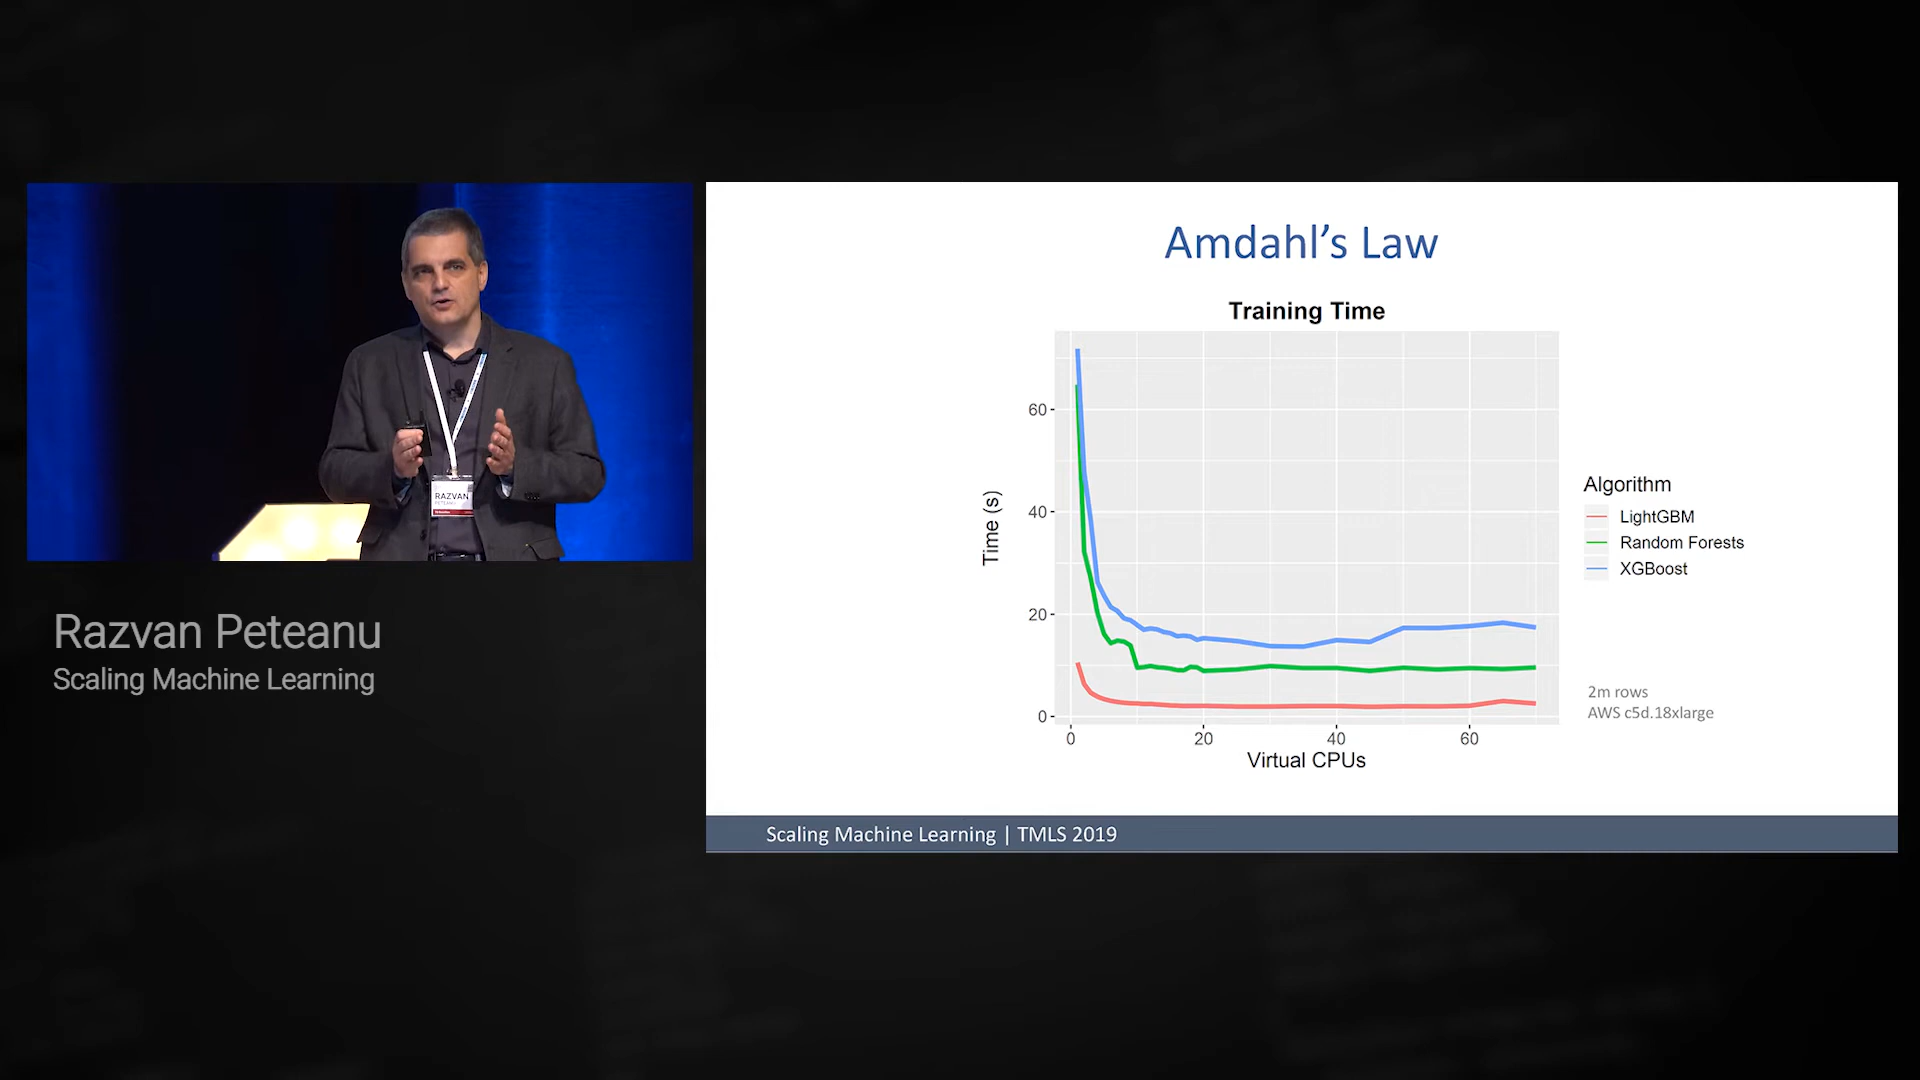 RAZVAN
Razvan Peteanu
Scaling Machine Learning
Amdahl’s Law
Training Time
Time (s)
60
40
20
0
0 20 40 60
Virtual CPUs
Algorithm
LightGBM
Random Forests
XGBoost
2m rows
AWS c5d.18xlarge
Scaling Machine Learning | TMLS 2019